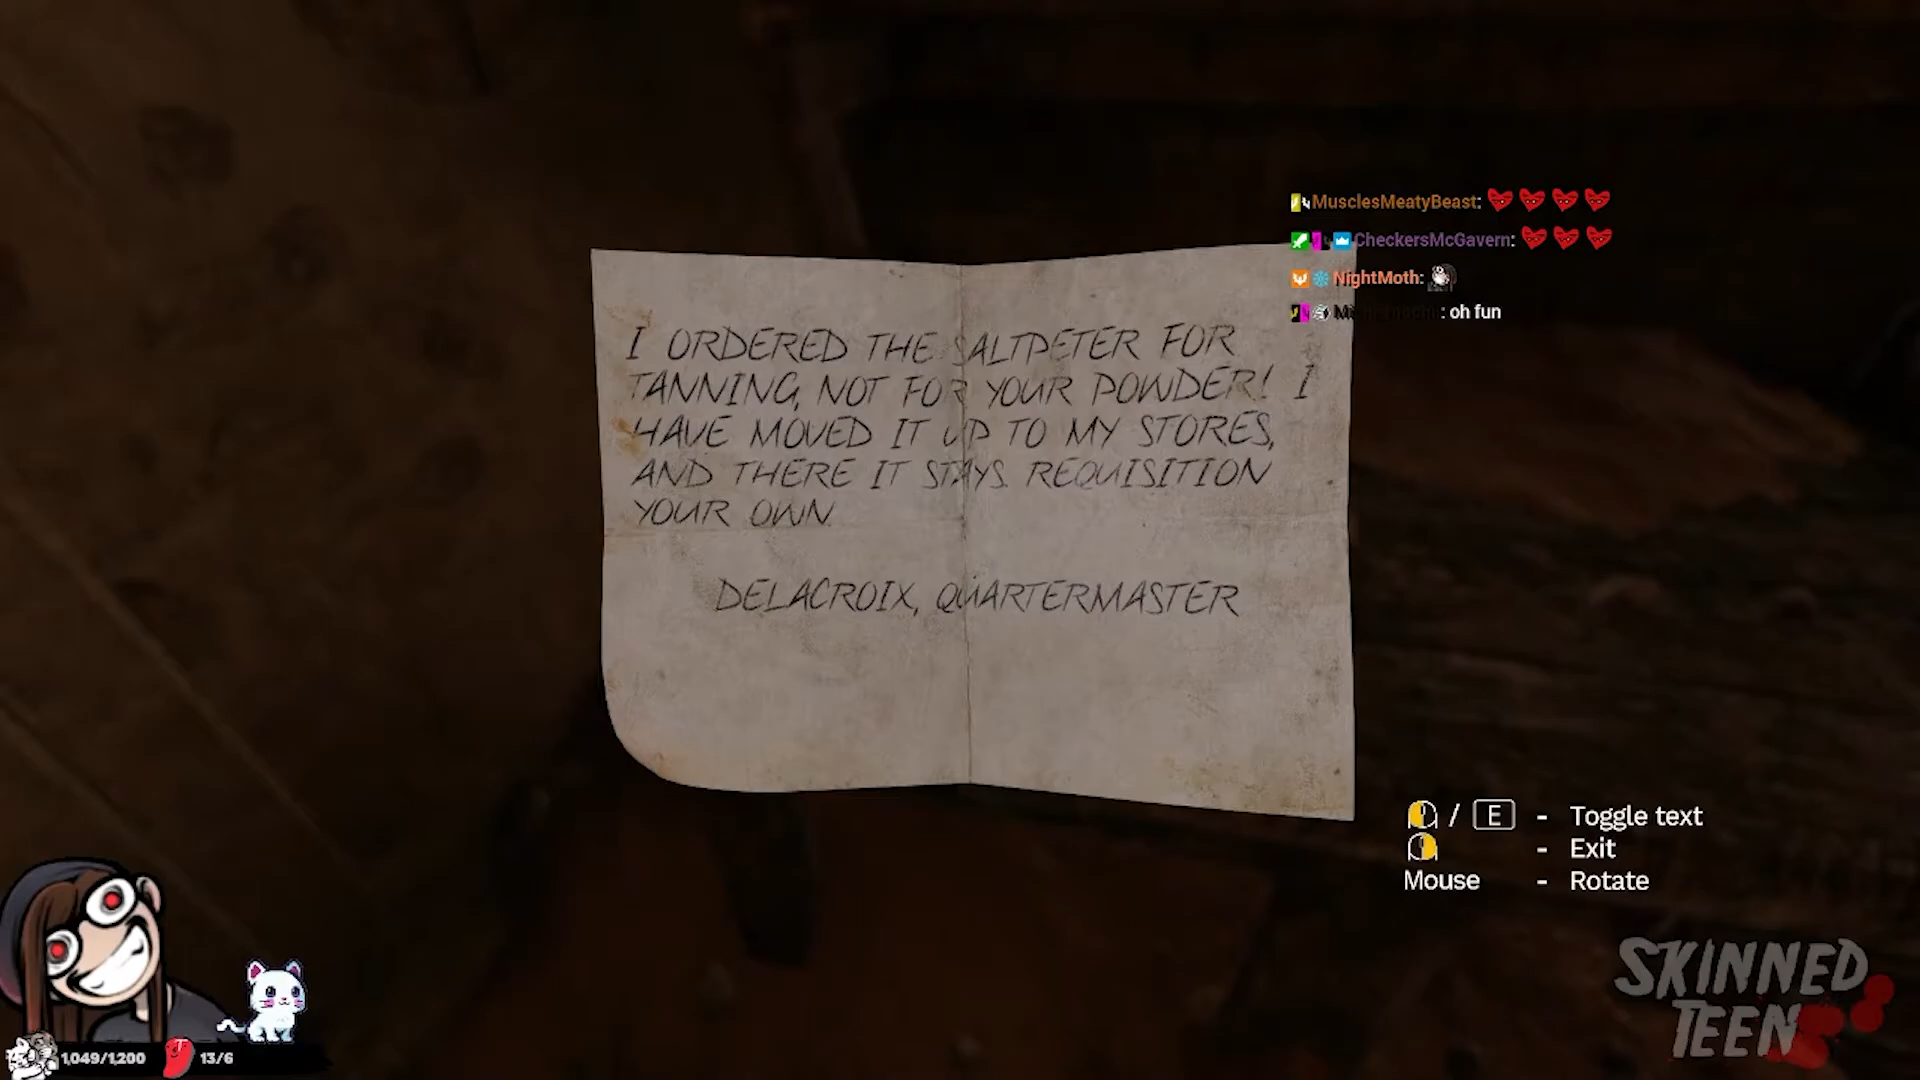 MusclesMeatyBeast:
CheckersMcGavern:
NightMoth:
: oh fun
I ORDERED THE SALTPETER FOR
TANNING, NOT FOR YOUR POWDER! I
HAVE MOVED IT UP TO MY STORES,
AND THERE IT STAYS. REQUISITION
YOUR OWN.
DELACROIX, QUARTERMASTER
/ E - Toggle text
- Exit
Mouse - Rotate
1,049/1,200 13/6
SKINNED
TEEN